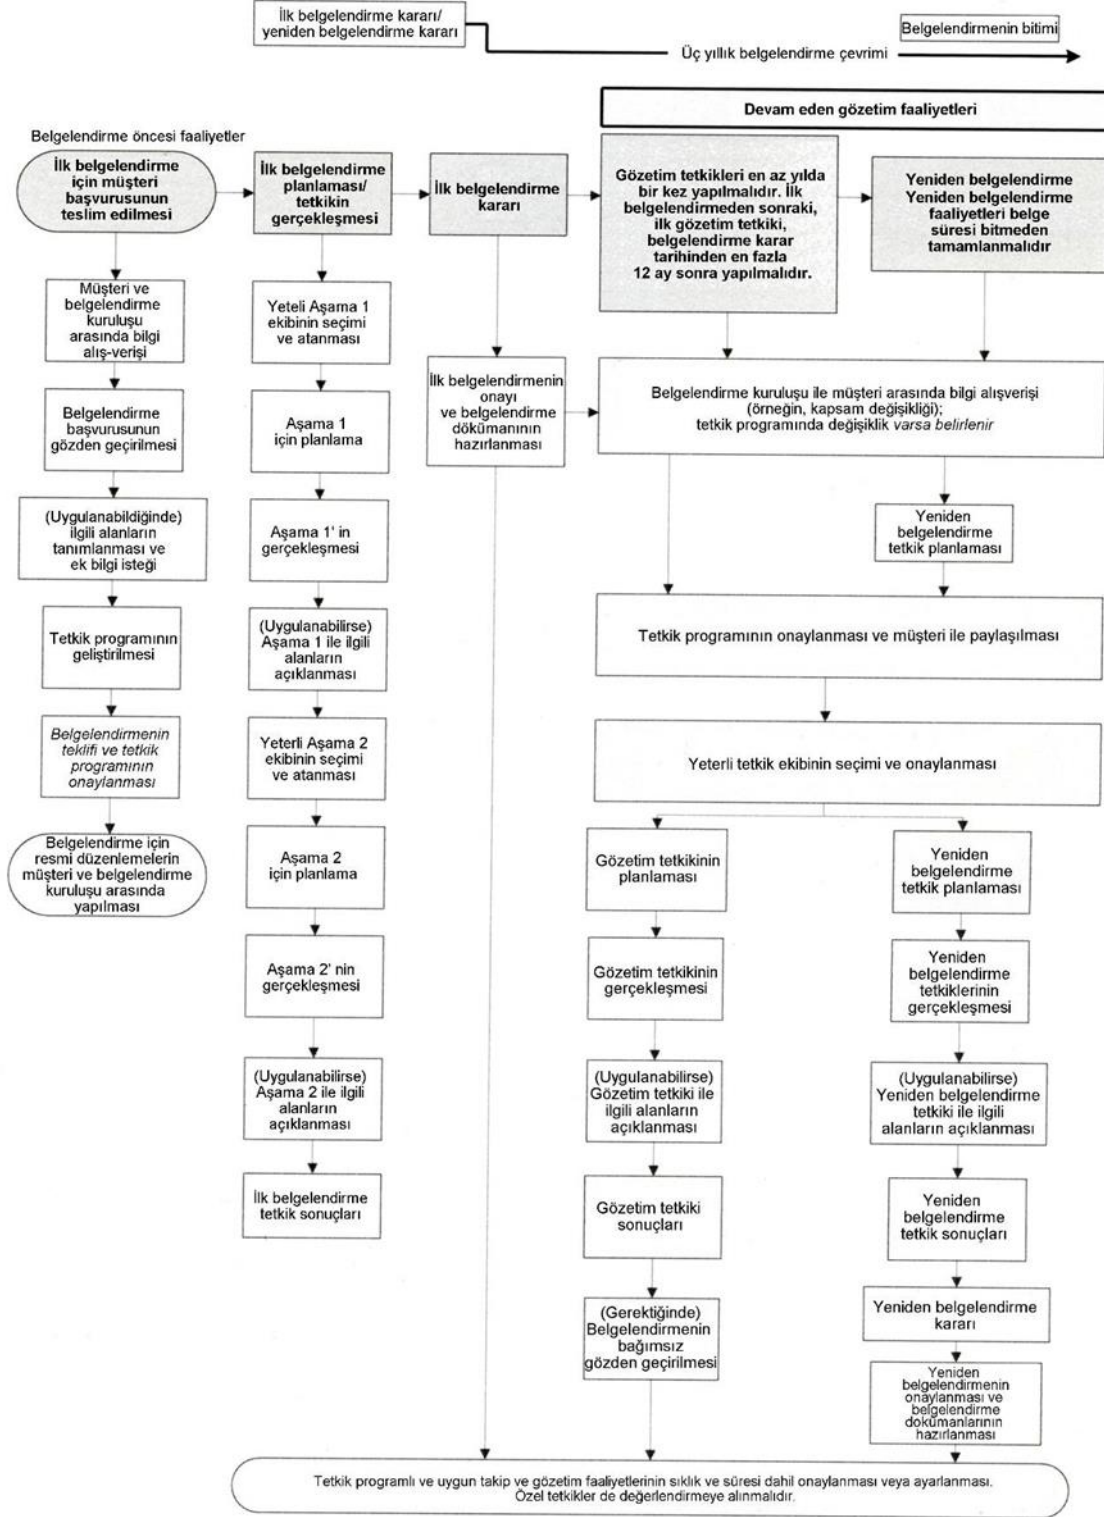 İlk belgelendirme kararı/
yeniden belgelendirme kararı
Belgelendirmenin bitimi
Üç yıllık belgelendirme çevrimi
Devam eden gözetim faaliyetleri
Belgelendirme öncesi faaliyetler
İlk belgelendirme
için müşteri
başvurusunun
teslim edilmesi
İlk belgelendirme
planlaması/
tetkikin
gerçekleşmesi
İlk belgelendirme
kararı
Gözetim tetkikleri en az yılda
bir kez yapılmalıdır. İlk
belgelendirmeden sonraki,
ilk gözetim tetkiki,
belgelendirme karar
tarihinden en fazla
12 ay sonra yapılmalıdır.
Yeniden belgelendirme
Yeniden belgelendirme
faaliyetleri belge
süresi bitmeden
tamamlanmalıdır
Müşteri ve
belgelendirme
kuruluşu
arasında bilgi
alış-verişi
Belgelendirme
başvurusunun
gözden geçirilmesi
(Uygulanabildiğinde)
ilgili alanların
tanımlanması ve
ek bilgi isteği
Tetkik programının
geliştirilmesi
Belgelendirmenin
teklifi ve tetkik
programının
onaylanması
Belgelendirme için
resmi düzenlemelerin
müşteri ve belgelendirme
kuruluşu arasında
yapılması
Yeteli Aşama 1
ekibinin seçimi
ve atanması
Aşama 1
için planlama
Aşama 1' in
gerçekleşmesi
(Uygulanabilirse)
Aşama 1 ile ilgili
alanların
açıklanması
Yeterli Aşama 2
ekibinin seçimi
ve atanması
Aşama 2
için planlama
Aşama 2' nin
gerçekleşmesi
(Uygulanabilirse)
Aşama 2 ile ilgili
alanların
açıklanması
İlk belgelendirme
tetkik sonuçları
İlk belgelendirmenin
onayı
ve belgelendirme
dökümanının
hazırlanması
Belgelendirme kuruluşu ile müşteri arasında bilgi alışverişi
(örneğin, kapsam değişikliği);
tetkik programında değişiklik varsa belirlenir
Yeniden
belgelendirme
tetkik planlaması
Tetkik programının onaylanması ve müşteri ile paylaşılması
Yeterli tetkik ekibinin seçimi ve onaylanması
Gözetim tetkikinin
planlaması
Gözetim tetkikinin
gerçekleşmesi
(Uygulanabilirse)
Gözetim tetkiki ile
ilgili alanların
açıklanması
Gözetim tetkiki
sonuçları
(Gerektiğinde)
Belgelendirmenin
bağımsız
gözden geçirilmesi
Yeniden
belgelendirme
tetkik planlaması
Yeniden
belgelendirme
tetkiklerinin
gerçekleşmesi
(Uygulanabilirse)
Yeniden belgelendirme
tetkiki ile ilgili
alanların açıklanması
Yeniden
belgelendirme
tetkik sonuçları
Yeniden belgelendirme
kararı
Yeniden
belgelendirmenin
onaylanması ve
belgelendirme
dokümanlarının
hazırlanması
Tetkik programlı ve uygun takip ve gözetim faaliyetlerinin sıklık ve süresi dahil onaylanması veya ayarlanması.
Özel tetkikler de değerlendirmeye alınmalıdır.